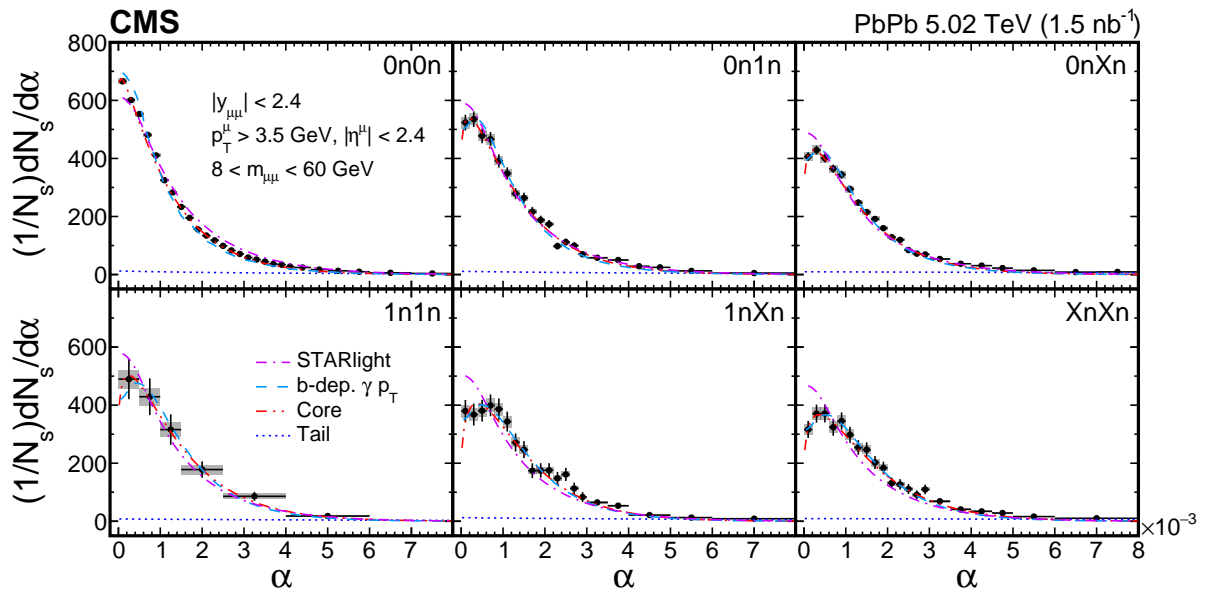 CMS PbPb 5.02 TeV (1.5 nb⁻¹)
0n0n 0n1n 0nXn
|y_μμ| < 2.4
p_T^μ > 3.5 GeV, |η^μ| < 2.4
8 < m_μμ < 60 GeV
(1/N_s)dN_s/dα
800
600
400
200
0
1n1n 1nXn XnXn
STARlight
b-dep. γ p_T
Core
Tail
(1/N_s)dN_s/dα
600
400
200
0
0 1 2 3 4 5 6 7 0 1 2 3 4 5 6 7 0 1 2 3 4 5 6 7 8
×10⁻³
α α α